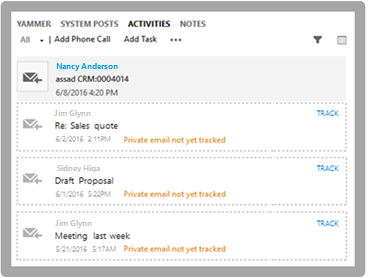 YAMMER SYSTEM POSTS ACTIVITIES NOTES
All | Add Phone Call Add Task •••
Nancy Anderson
assad CRM:0004014
6/8/2016 4:20 PM
Jim Glynn TRACK
Re: Sales quote
6/2/2016 2:11PM Private email not yet tracked
Sidney Higa TRACK
Draft Proposal
6/1/2016 5:22PM Private email not yet tracked
Jim Glynn TRACK
Meeting last week
5/21/2016 5:17AM Private email not yet tracked